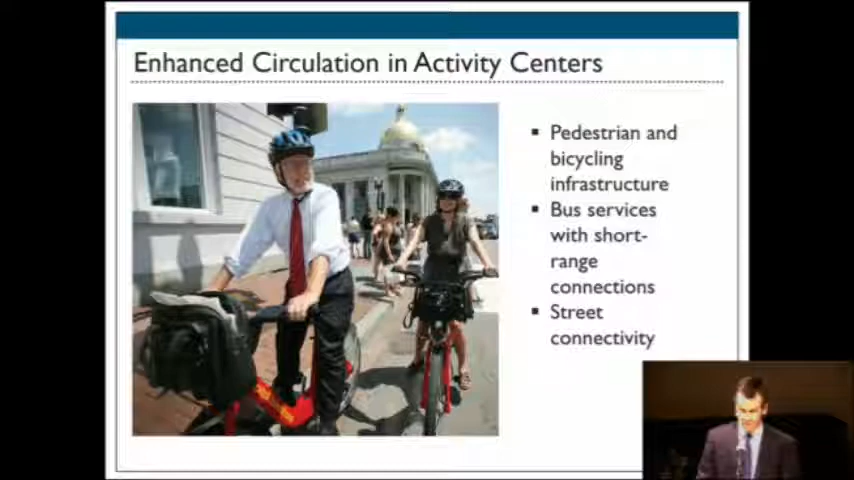 Enhanced Circulation in Activity Centers
▪ Pedestrian and
bicycling
infrastructure
▪ Bus services
with short-
range
connections
▪ Street
connectivity